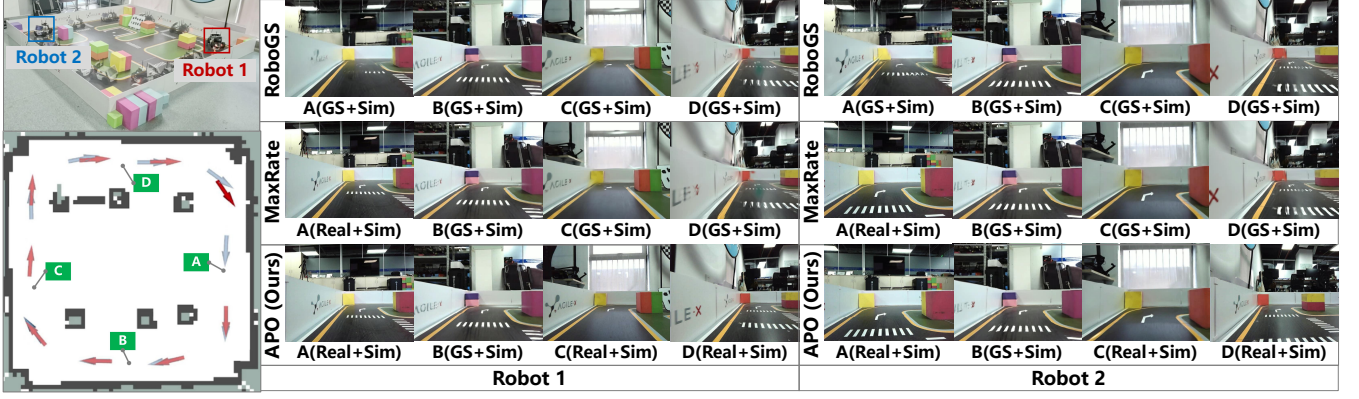 Robot 2
Robot 1
D
C
A
B
RoboGS
A(GS+Sim) B(GS+Sim) C(GS+Sim) D(GS+Sim)
MaxRate
A(Real+Sim) B(GS+Sim) C(GS+Sim) D(GS+Sim)
APO (Ours)
A(Real+Sim) B(GS+Sim) C(Real+Sim) D(Real+Sim)
Robot 1
RoboGS
A(GS+Sim) B(GS+Sim) C(GS+Sim) D(GS+Sim)
MaxRate
A(Real+Sim) B(GS+Sim) C(GS+Sim) D(GS+Sim)
APO (Ours)
A(Real+Sim) B(GS+Sim) C(Real+Sim) D(Real+Sim)
Robot 2